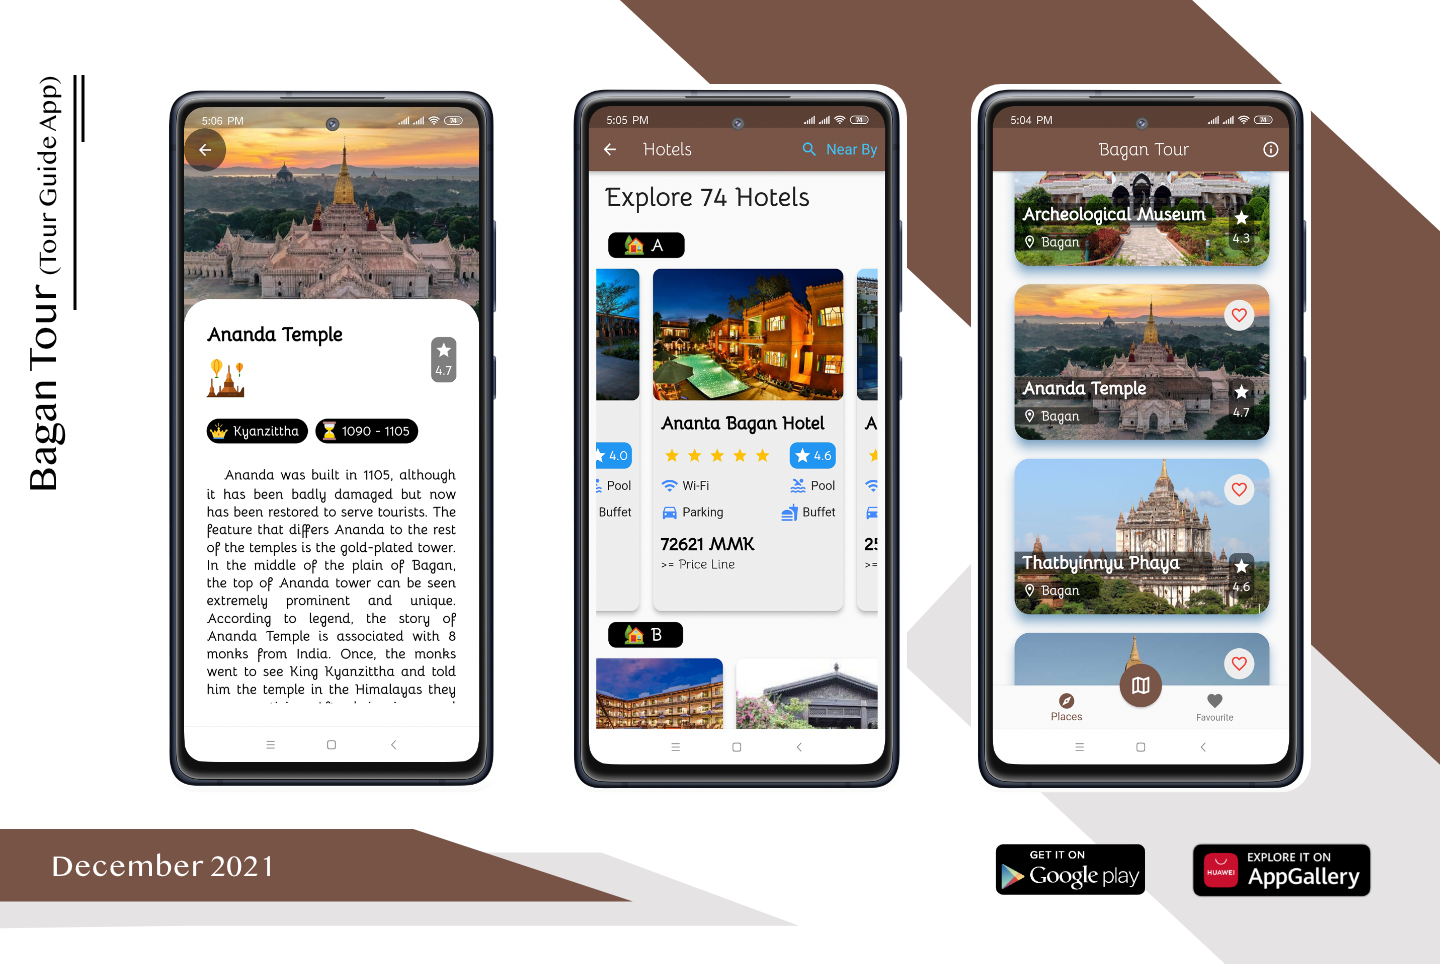 Bagan Tour (Tour Guide App)
5:06 PM
74
Ananda Temple
4.7
Kyanzittha
1090 - 1105
Ananda was built in 1105, although
it has been badly damaged but now
has been restored to serve tourists. The
feature that differs Ananda to the rest
of the temples is the gold-plated tower.
In the middle of the plain of Bagan,
the top of Ananda tower can be seen
extremely prominent and unique.
According to legend, the story of
Ananda Temple is associated with 8
monks from India. Once, the monks
went to see King Kyanzittha and told
him the temple in the Himalayas they
5:05 PM
74
Hotels
Near By
Explore 74 Hotels
A
4.0
Pool
Buffet
Ananta Bagan Hotel
4.6
Wi-Fi
Pool
Parking
Buffet
72621 MMK
>= Price Line
A
25
>=
B
5:04 PM
74
Bagan Tour
Archeological Museum
Bagan
4.3
Ananda Temple
Bagan
4.7
Thatbyinnyu Phaya
Bagan
4.6
Places
Favourite
December 2021
GET IT ON
Google play
HUAWEI
EXPLORE IT ON
AppGallery